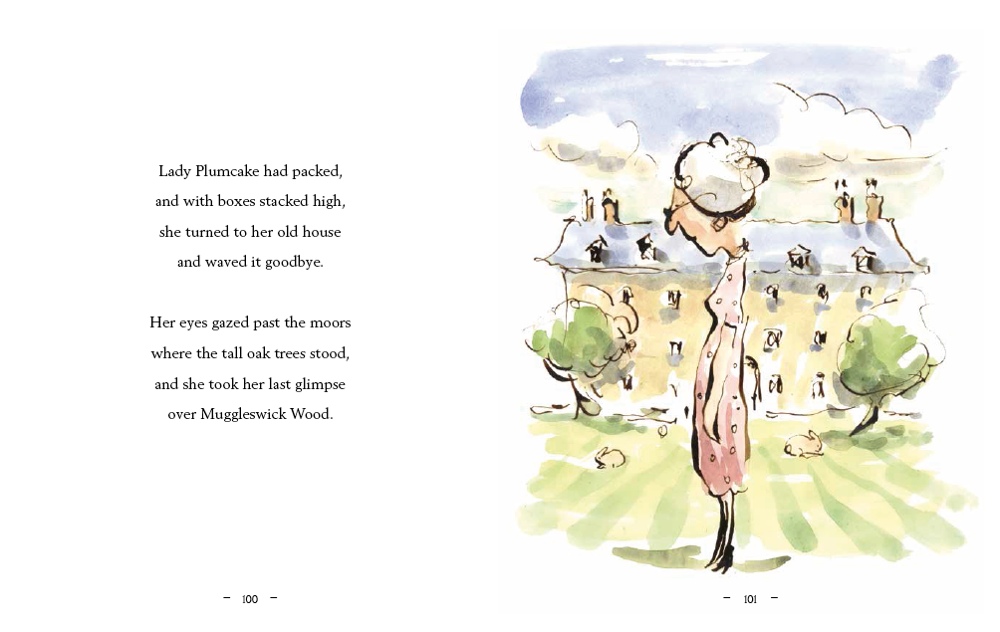 Lady Plumcake had packed,
and with boxes stacked high,
she turned to her old house
and waved it goodbye.
Her eyes gazed past the moors
where the tall oak trees stood,
and she took her last glimpse
over Muggleswick Wood.
– 100 –
– 101 –